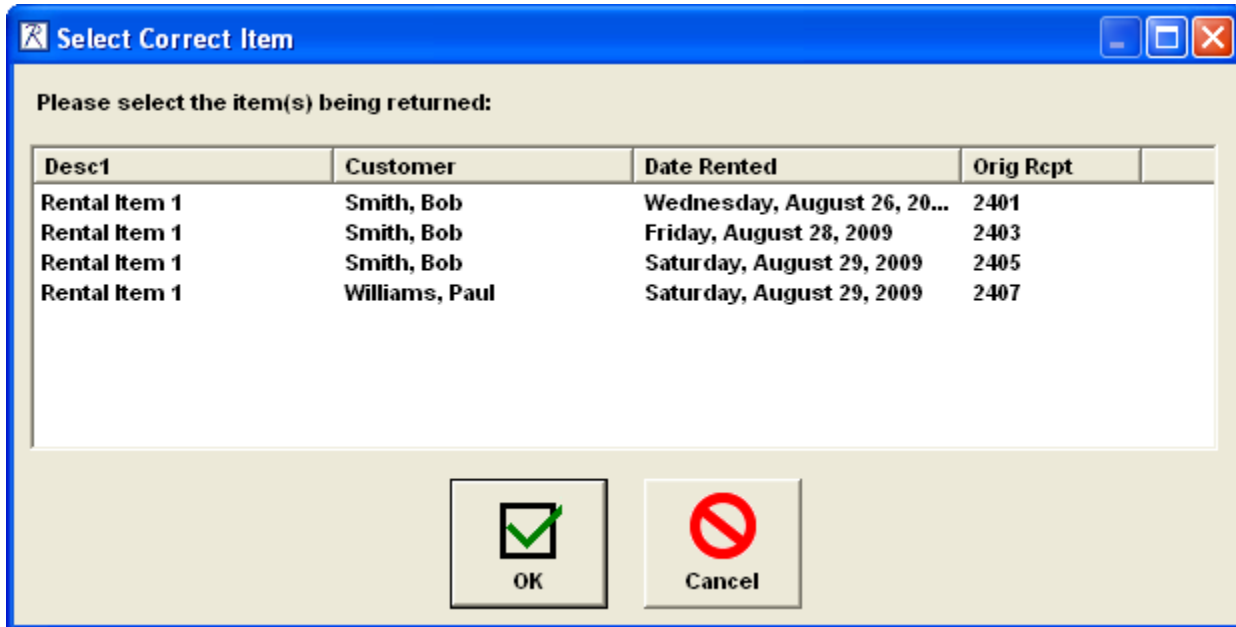 Select Correct Item
Please select the item(s) being returned:
Desc1 Customer Date Rented Orig Rcpt
Rental Item 1 Smith, Bob Wednesday, August 26, 20... 2401
Rental Item 1 Smith, Bob Friday, August 28, 2009 2403
Rental Item 1 Smith, Bob Saturday, August 29, 2009 2405
Rental Item 1 Williams, Paul Saturday, August 29, 2009 2407
OK Cancel